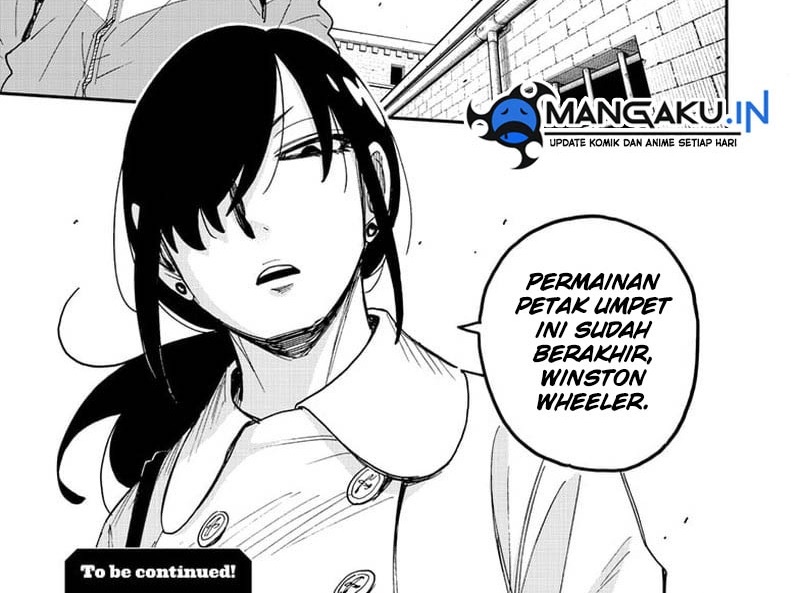 MANGAKU.IN
UPDATE KOMIK DAN ANIME SETIAP HARI
PERMAINAN
PETAK UMPET
INI SUDAH
BERAKHIR,
WINSTON
WHEELER.
To be continued!